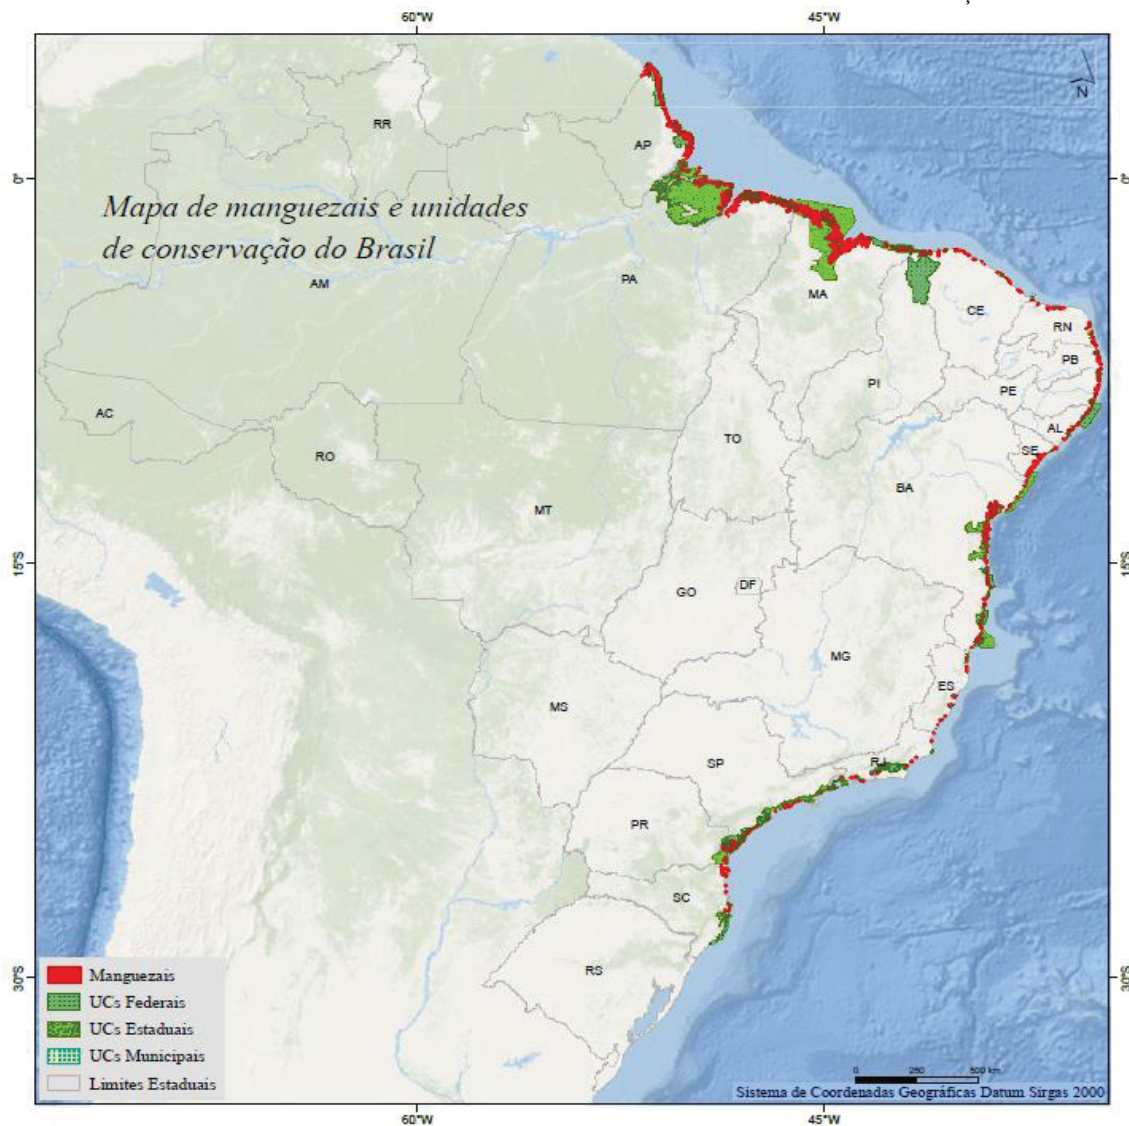 60°W
45°W
N
RR
AP
0°
0°
Mapa de manguezais e unidades
de conservação do Brasil
AM
PA
MA
CE
RN
PB
PI
PE
AC
AL
TO
SE
RO
BA
MT
15°S
15°S
DF
GO
MG
ES
MS
SP
RJ
PR
SC
RS
30°S
30°S
Manguezais
UCs Federais
UCs Estaduais
UCs Municipais
Limites Estaduais
0 250 500 km
Sistema de Coordenadas Geográficas Datum Sirgas 2000
60°W
45°W